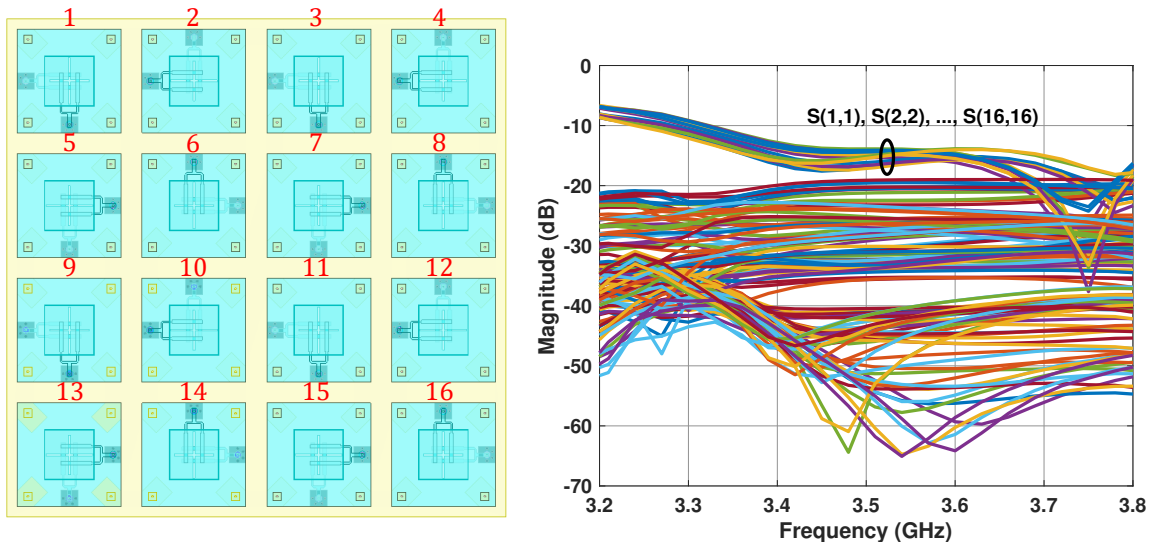 1 2 3 4
5 6 7 8
9 10 11 12
13 14 15 16
0
-10
-20
-30
-40
-50
-60
-70
Magnitude (dB)
S(1,1), S(2,2), ..., S(16,16)
3.2 3.3 3.4 3.5 3.6 3.7 3.8
Frequency (GHz)